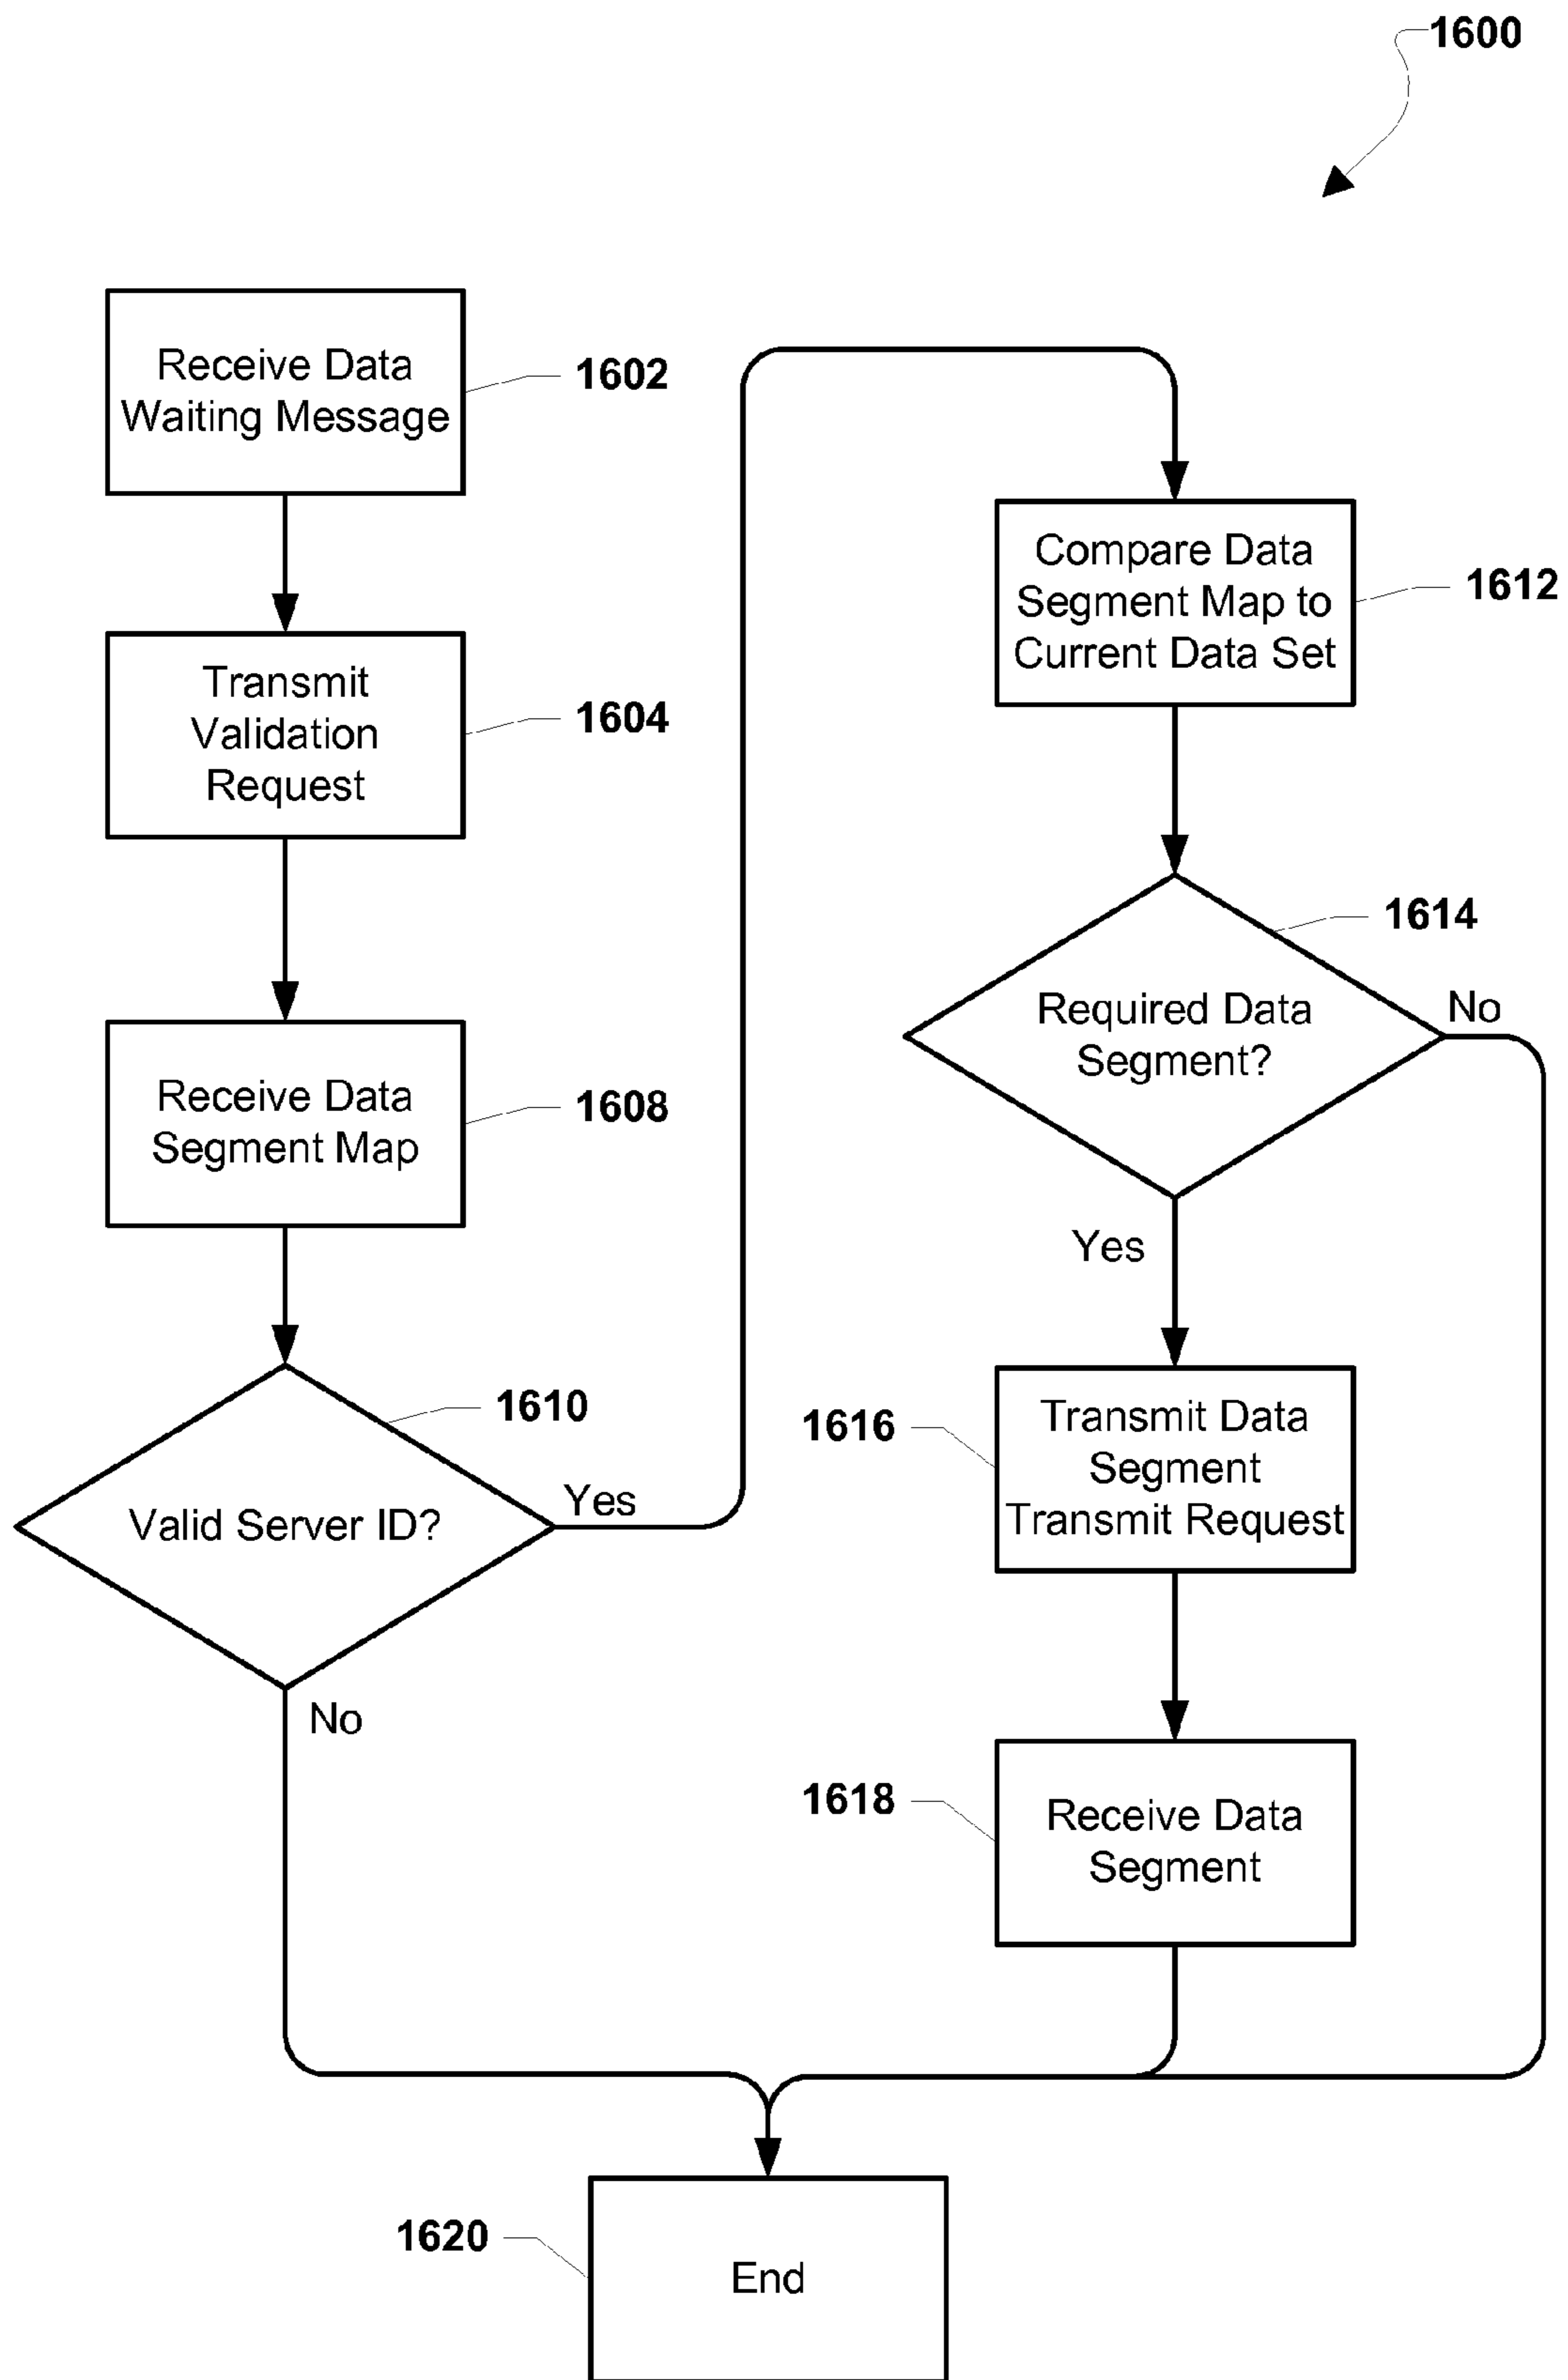 1600
Receive Data
Waiting Message
1602
Transmit
Validation
Request
1604
Receive Data
Segment Map
1608
Valid Server ID?
1610
Yes
No
Compare Data
Segment Map to
Current Data Set
1612
Required Data
Segment?
1614
No
Yes
Transmit Data
Segment
Transmit Request
1616
Receive Data
Segment
1618
End
1620